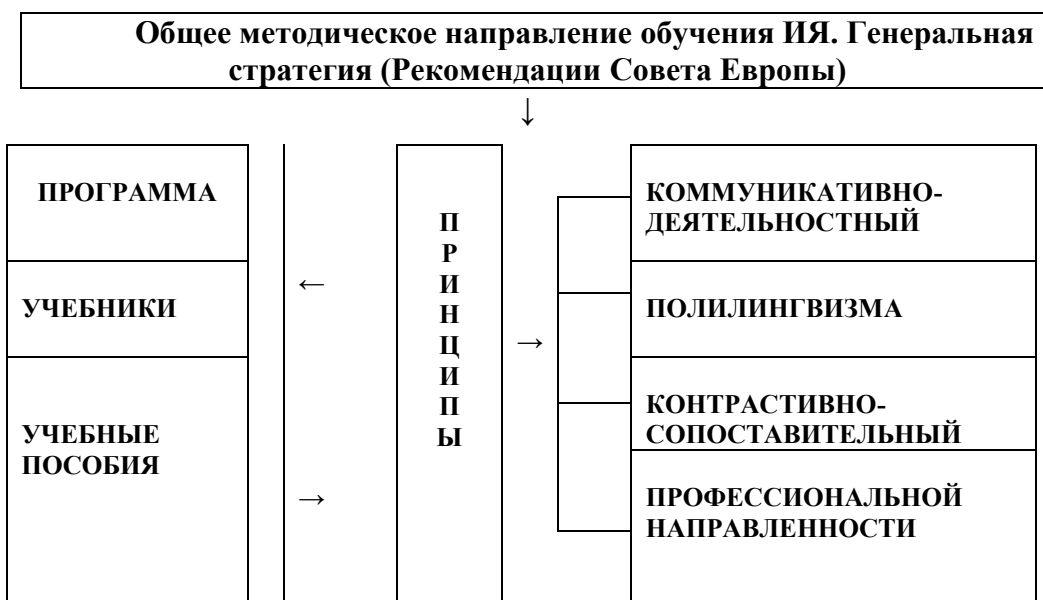 Общее методическое направление обучения ИЯ. Генеральная
стратегия (Рекомендации Совета Европы)
↓
ПРОГРАММА
УЧЕБНИКИ
УЧЕБНЫЕ
ПОСОБИЯ
←
→
П
Р
И
Н
Ц
И
П
Ы
→
КОММУНИКАТИВНО-
ДЕЯТЕЛЬНОСТНЫЙ
ПОЛИЛИНГВИЗМА
КОНТРАСТИВНО-
СОПОСТАВИТЕЛЬНЫЙ
ПРОФЕССИОНАЛЬНОЙ
НАПРАВЛЕННОСТИ